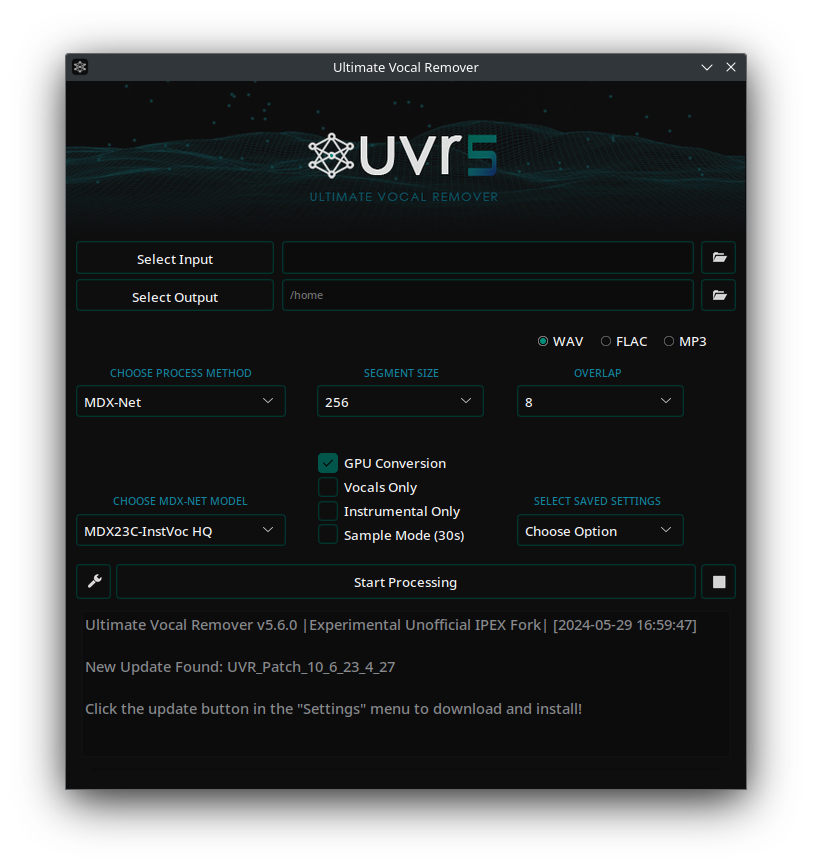 Ultimate Vocal Remover
uvr5
ULTIMATE VOCAL REMOVER
Select Input
Select Output
/home
WAV FLAC MP3
CHOOSE PROCESS METHOD SEGMENT SIZE OVERLAP
MDX-Net 256 8
GPU Conversion
Vocals Only
CHOOSE MDX-NET MODEL Instrumental Only SELECT SAVED SETTINGS
MDX23C-InstVoc HQ Sample Mode (30s) Choose Option
Start Processing
Ultimate Vocal Remover v5.6.0 |Experimental Unofficial IPEX Fork| [2024-05-29 16:59:47]
New Update Found: UVR_Patch_10_6_23_4_27
Click the update button in the "Settings" menu to download and install!